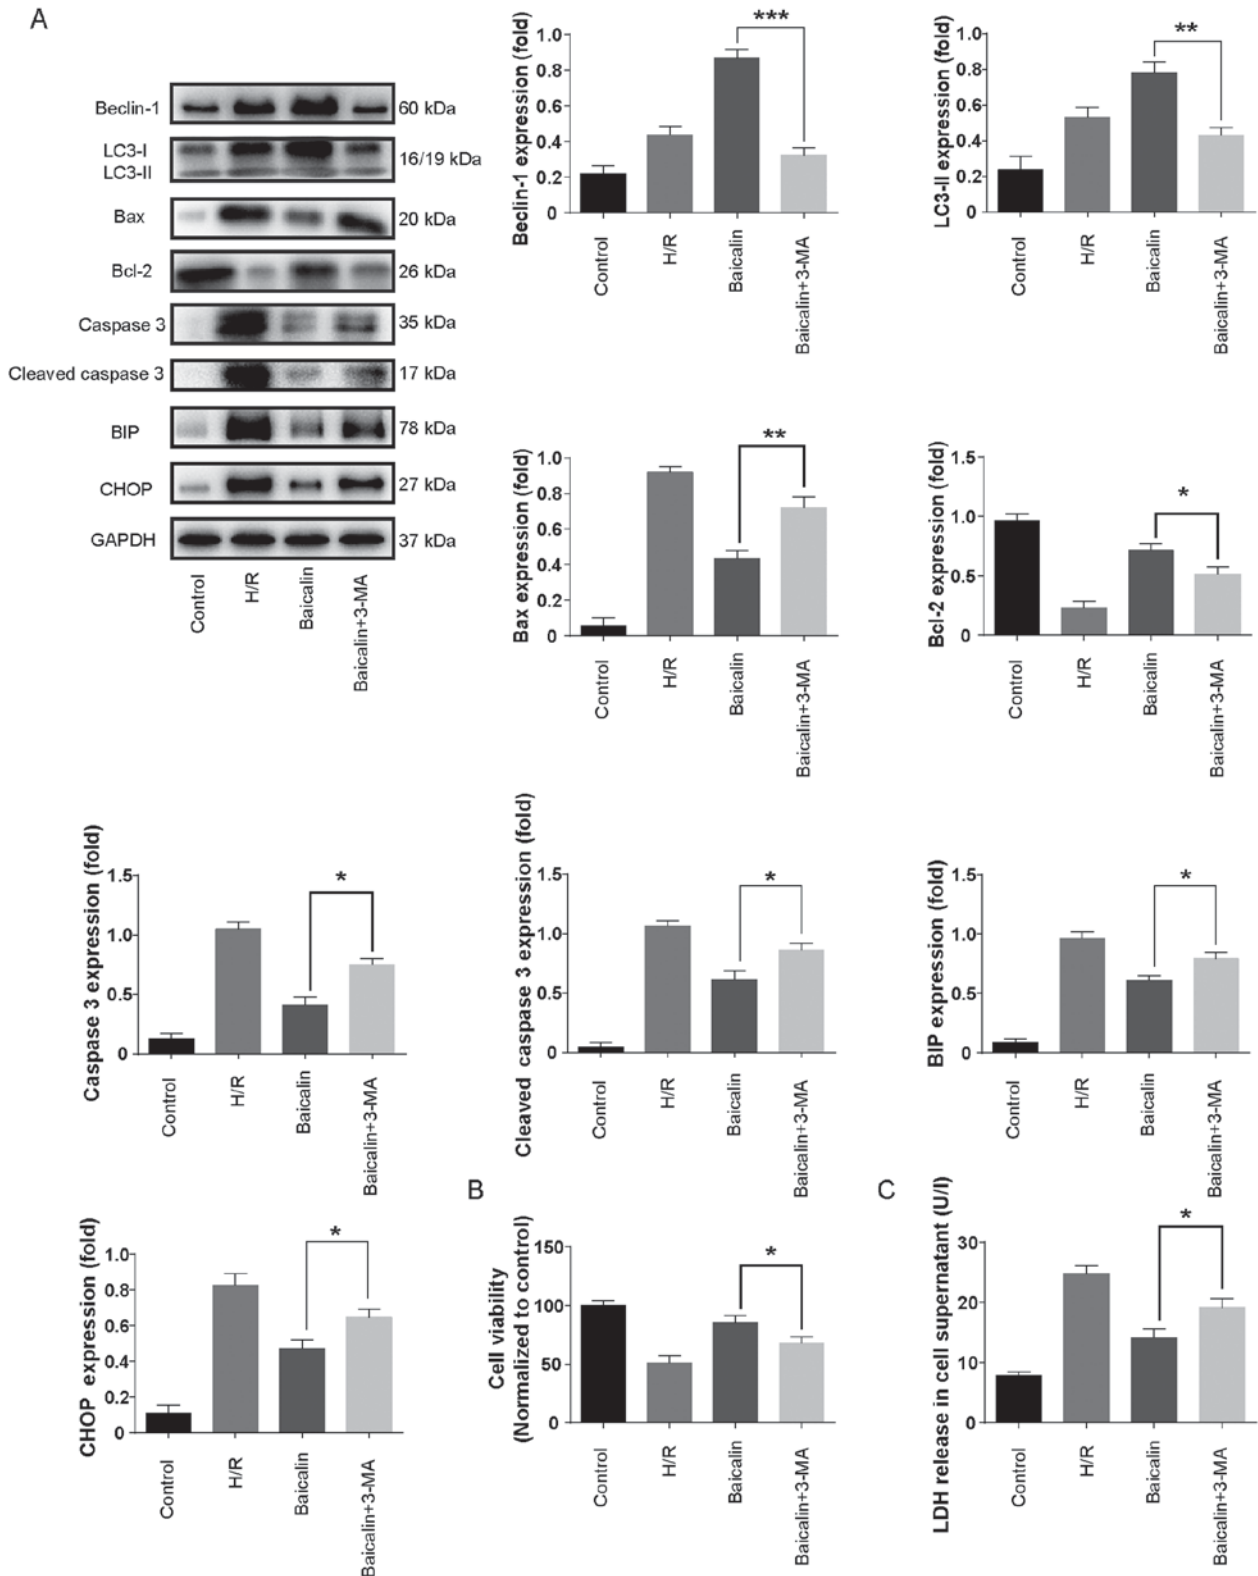 A
Beclin-1
60 kDa
LC3-I
LC3-II
16/19 kDa
Bax
20 kDa
Bcl-2
26 kDa
Caspase 3
35 kDa
Cleaved caspase 3
17 kDa
BIP
78 kDa
CHOP
27 kDa
GAPDH
37 kDa
Control
H/R
Baicalin
Baicalin+3-MA
Beclin-1 expression (fold)
1.0
0.8
0.6
0.4
0.2
0
***
Control
H/R
Baicalin
Baicalin+3-MA
LC3-II expression (fold)
1.0
0.8
0.6
0.4
0.2
0
**
Control
H/R
Baicalin
Baicalin+3-MA
Bax expression (fold)
1.0
0.8
0.6
0.4
0.2
0
**
Control
H/R
Baicalin
Baicalin+3-MA
Bcl-2 expression (fold)
1.5
1.0
0.5
0
*
Control
H/R
Baicalin
Baicalin+3-MA
Caspase 3 expression (fold)
1.5
1.0
0.5
0
*
Control
H/R
Baicalin
Baicalin+3-MA
Cleaved caspase 3 expression (fold)
1.5
1.0
0.5
0
*
Control
H/R
Baicalin
Baicalin+3-MA
BIP expression (fold)
1.5
1.0
0.5
0
*
Control
H/R
Baicalin
Baicalin+3-MA
CHOP expression (fold)
1.0
0.8
0.6
0.4
0.2
0
*
Control
H/R
Baicalin
Baicalin+3-MA
B
Cell viability
(Normalized to control)
150
100
50
0
*
Control
H/R
Baicalin
Baicalin+3-MA
C
LDH release in cell supernatant (U/l)
30
20
10
0
*
Control
H/R
Baicalin
Baicalin+3-MA